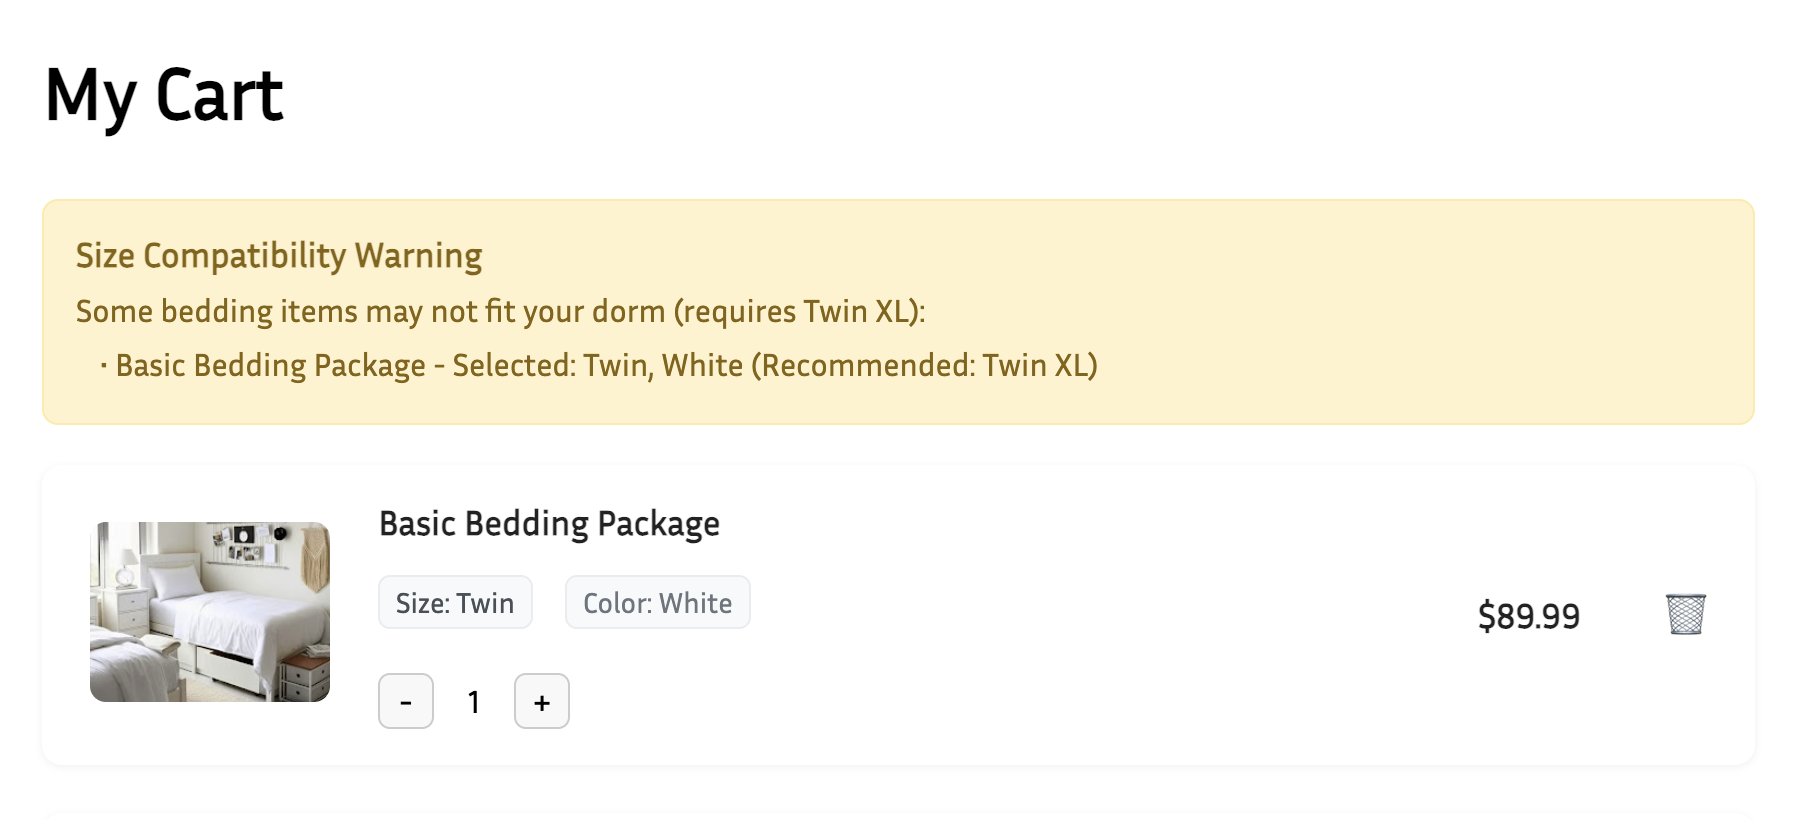 My Cart
Size Compatibility Warning
Some bedding items may not fit your dorm (requires Twin XL):
· Basic Bedding Package - Selected: Twin, White (Recommended: Twin XL)
Basic Bedding Package
Size: Twin
Color: White
$89.99
- 1 +